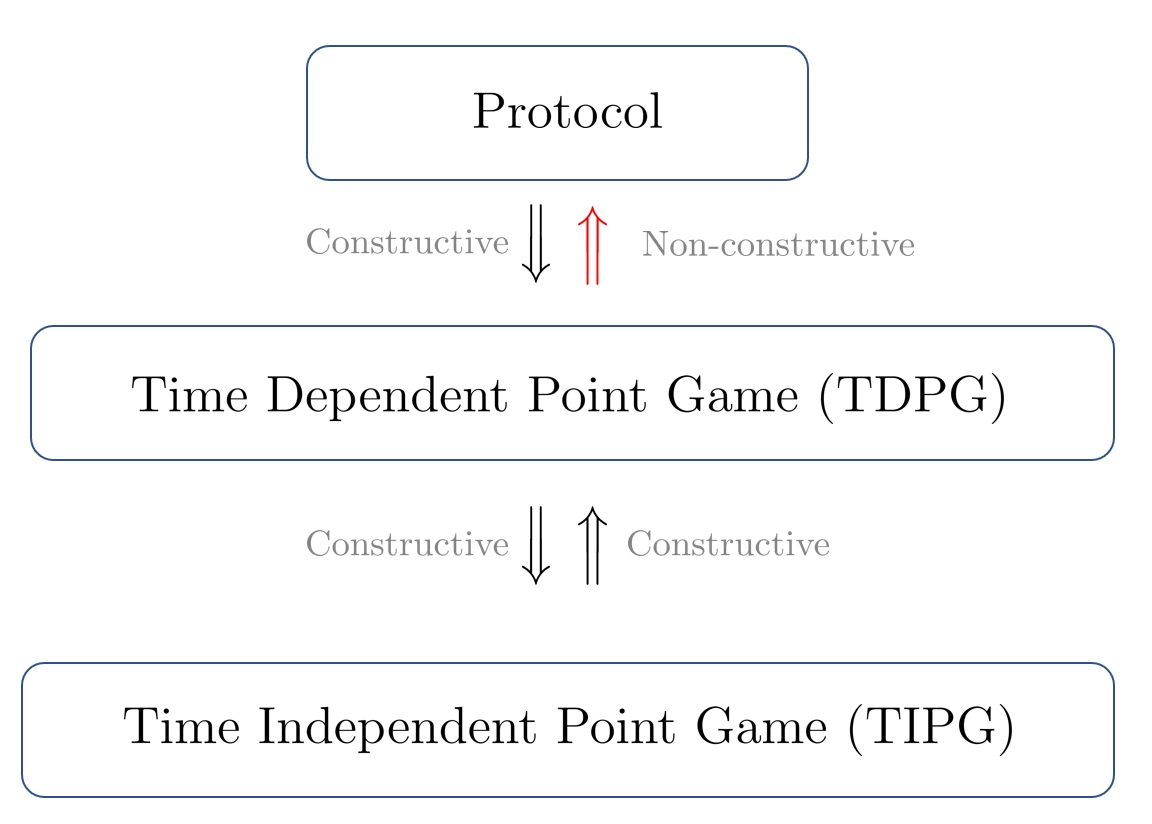 Protocol
Constructive
Non-constructive
Time Dependent Point Game (TDPG)
Constructive
Constructive
Time Independent Point Game (TIPG)